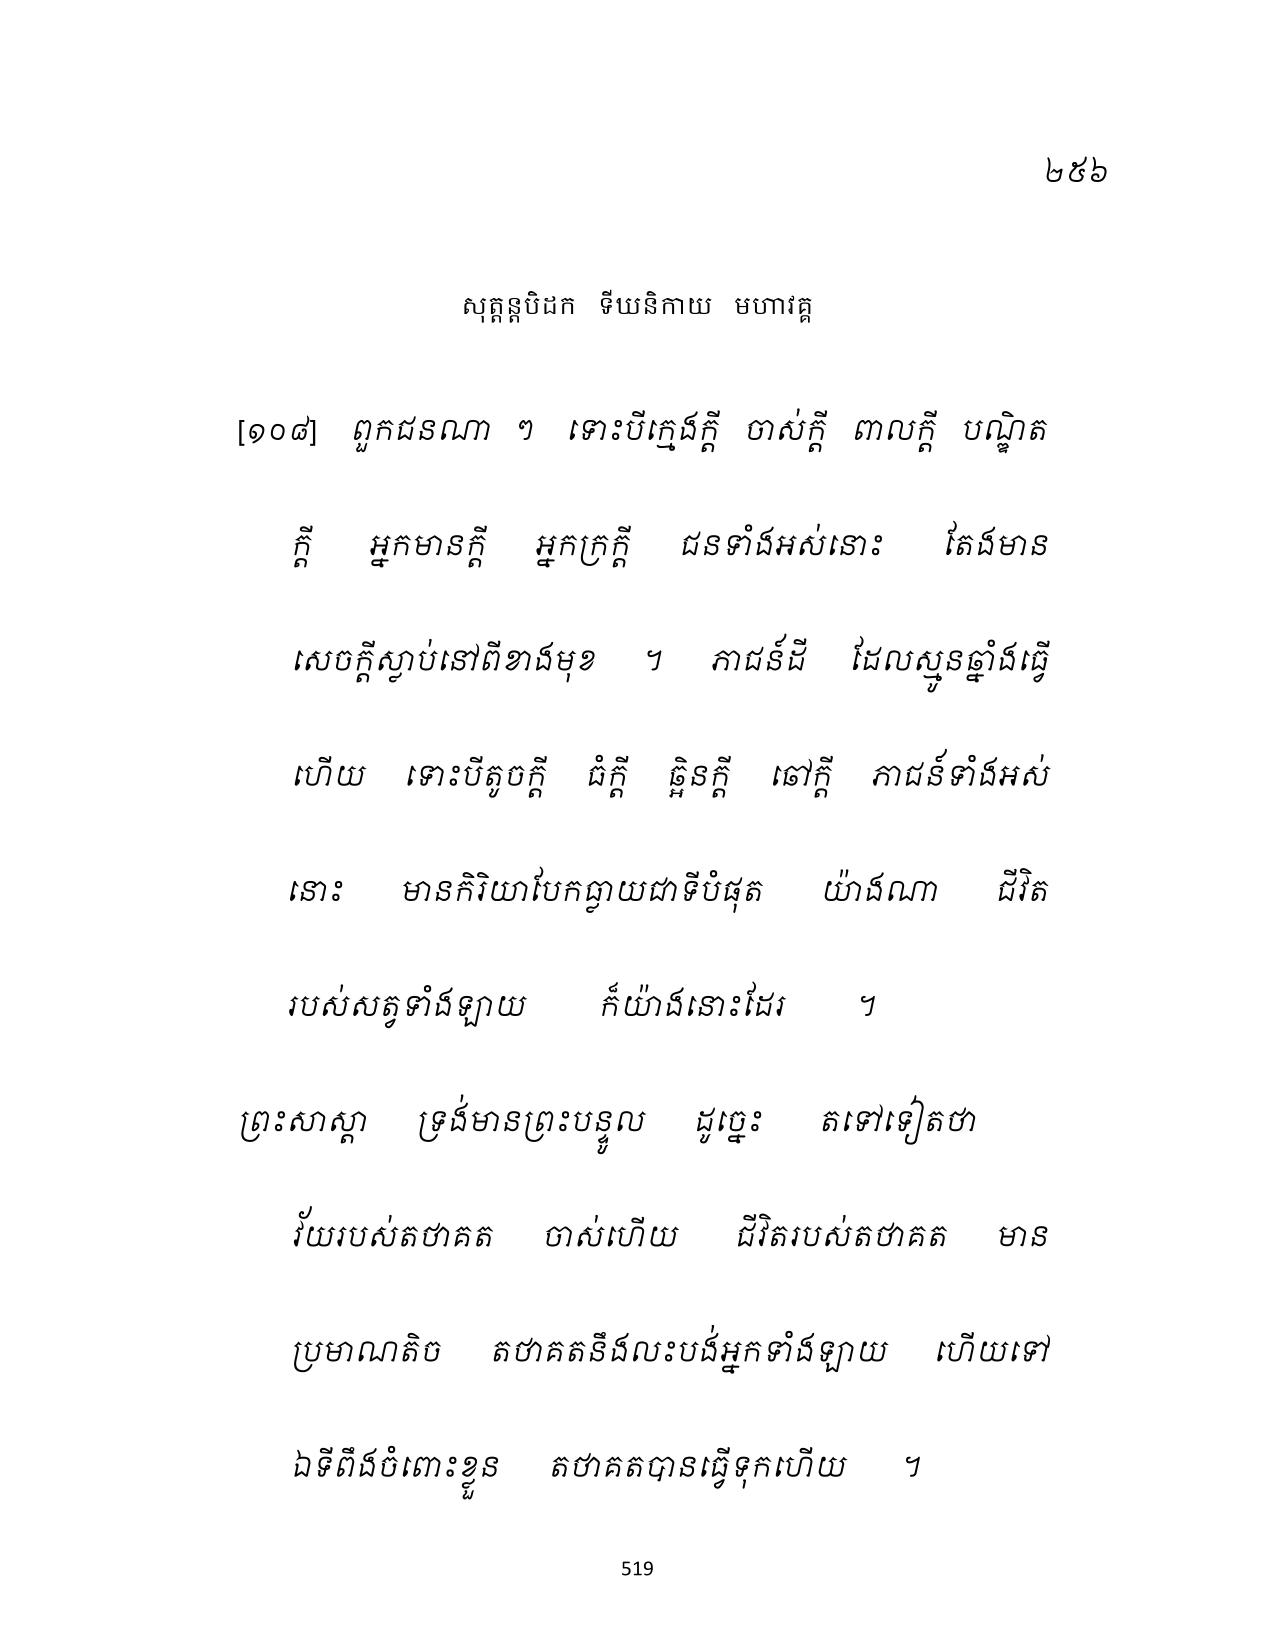 ២៥៦
សុត្តន្តបិដក ទីឃនិកាយ មហាវគ្គ
[១០៨] ពួកជនណា ៗ ទោះបីក្មេងក្តី ចាស់ក្តី ពាលក្តី បណ្ឌិត
ក្តី អ្នកមានក្តី អ្នកក្រក្តី ជនទាំងអស់នោះ តែងមាន
សេចក្តីស្លាប់នៅពីខាងមុខ ។ ភាជន៍ដី ដែលស្មូនឆ្នាំងធ្វើ
ហើយ ទោះបីតូចក្តី ធំក្តី ឆ្អិនក្តី ឆៅក្តី ភាជន៍ទាំងអស់
នោះ មានកិរិយាបែកធ្លាយជាទីបំផុត យ៉ាងណា ជីវិត
របស់សត្វទាំងឡាយ ក៏យ៉ាងនោះដែរ ។
ព្រះសាស្តា ទ្រង់មានព្រះបន្ទូល ដូច្នេះ តទៅទៀតថា
វ័យរបស់តថាគត ចាស់ហើយ ជីវិតរបស់តថាគត មាន
ប្រមាណតិច តថាគតនឹងលះបង់អ្នកទាំងឡាយ ហើយទៅ
ឯទីពឹងចំពោះខ្លួន តថាគតបានធ្វើទុកហើយ ។
519